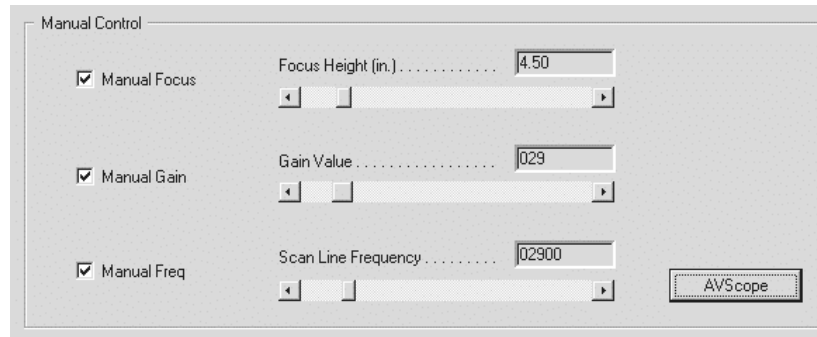 Manual Control
Manual Focus
Focus Height (in.) . . . . . . . . . . . . 4.50
Manual Gain
Gain Value . . . . . . . . . . . . . . . . . 029
Manual Freq
Scan Line Frequency . . . . . . . . . 02900
AVScope